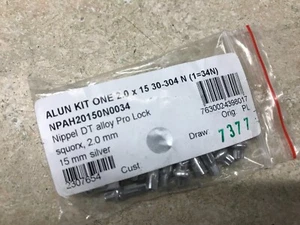 ALUN KIT ONE 2.0 x 15 30-304 N (1=34N)
NPAH20150N0034
Nippel DT alloy Pro Lock
squorx, 2.0 mm
15 mm silver
2307654
Cust
7630024398017
Orig. PL
Draw 7377